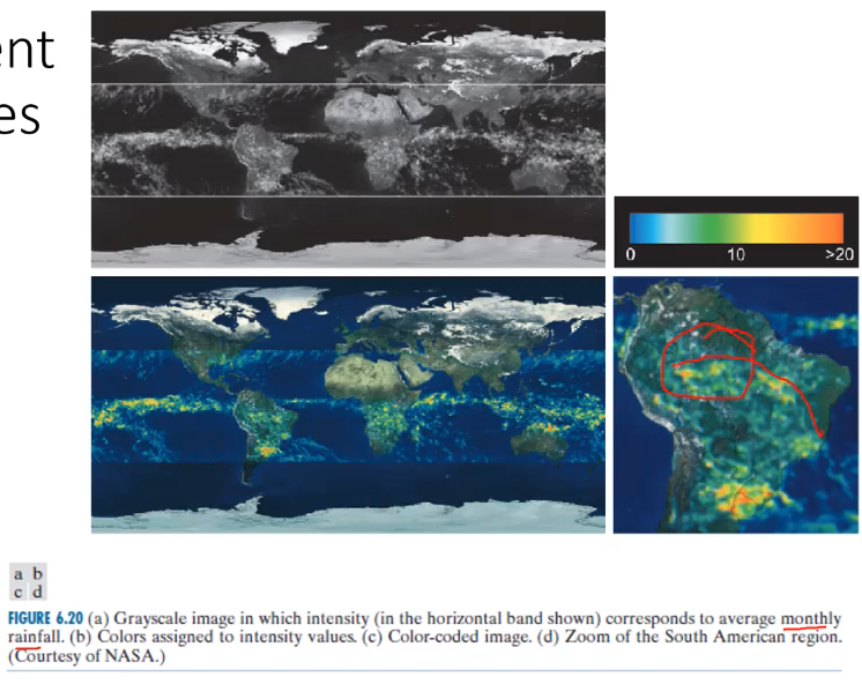 ent
es
0 10 >20
a b
c d
FIGURE 6.20 (a) Grayscale image in which intensity (in the horizontal band shown) corresponds to average monthly
rainfall. (b) Colors assigned to intensity values. (c) Color-coded image. (d) Zoom of the South American region.
(Courtesy of NASA.)